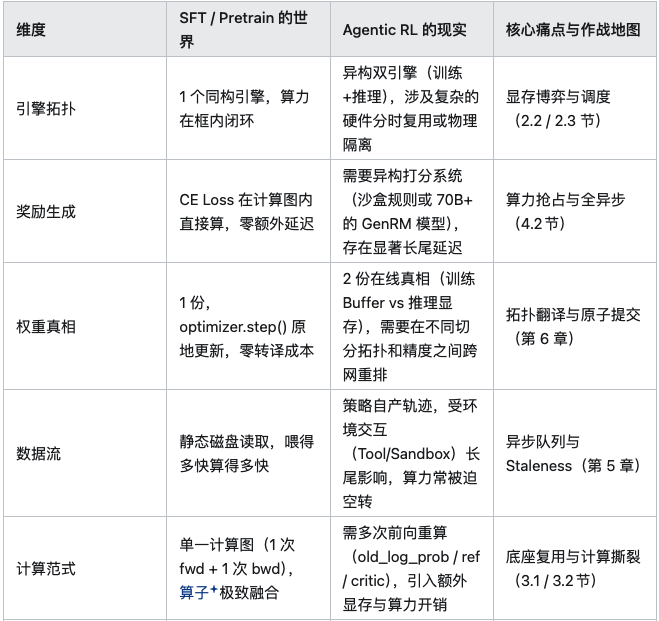 维度
SFT / Pretrain 的世
界
Agentic RL 的现实
核心痛点与作战地图
引擎拓扑
1 个同构引擎，算力
在框内闭环
异构双引擎（训练
+推理），涉及复杂的
硬件分时复用或物理
隔离
显存博弈与调度
（2.2 / 2.3 节）
奖励生成
CE Loss 在计算图内
直接算，零额外延迟
需要异构打分系统
（沙盒规则或 70B+
的 GenRM 模型），
存在显著长尾延迟
算力抢占与全异步
（4.2节）
权重真相
1 份，
optimizer.step() 原
地更新，零转译成本
2 份在线真相（训练
Buffer vs 推理显
存），需要在不同切
分拓扑和精度之间跨
网重排
拓扑翻译与原子提交
（第 6 章）
数据流
静态磁盘读取，喂得
多快算得多快
策略自产轨迹，受环
境交互
（Tool/Sandbox）长
尾影响，算力常被迫
空转
异步队列与
Staleness（第 5 章）
计算范式
单一计算图（1 次
fwd + 1 次 bwd），
算子极致融合
需多次前向重算
（old_log_prob / ref
/ critic），引入额外
显存与算力开销
底座复用与计算撕裂
（3.1 / 3.2节）